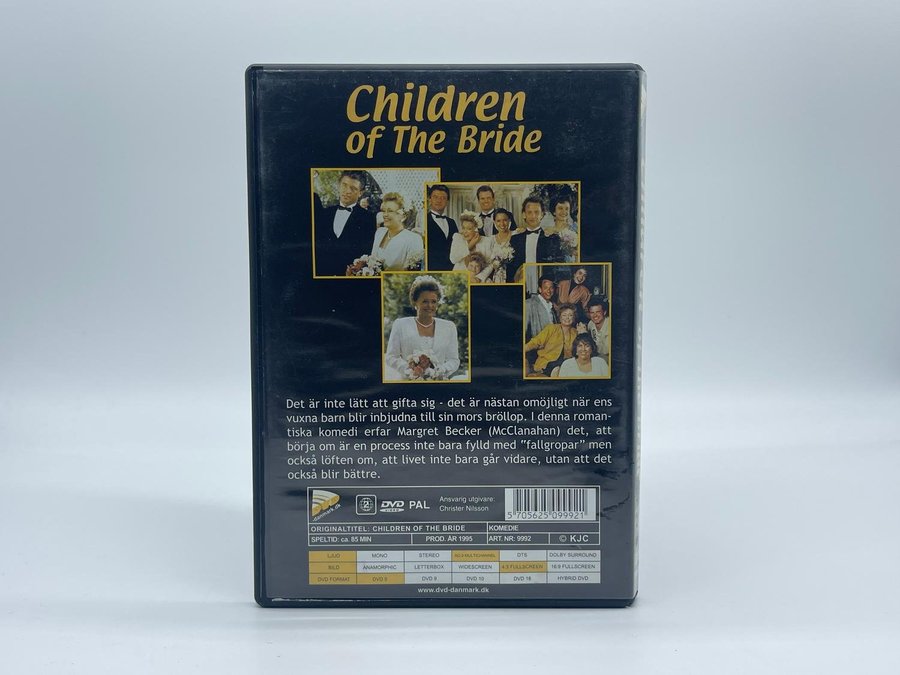 Children
of The Bride
Det är inte lätt att gifta sig - det är nästan omöjligt när ens
vuxna barn blir inbjudna till sin mors bröllop. I denna roman-
tiska komedi erfar Margret Becker (McClanahan) det, att
börja om är en process inte bara fylld med "fallgropar" men
också löften om, att livet inte bara går vidare, utan att det
också blir bättre.
danmark.dk
2
DVD
VIDEO
PAL
Ansvarig utgivare:
Christer Nilsson
5 705625 099921
ORIGINALTITEL: CHILDREN OF THE BRIDE KOMEDIE
SPELTID: ca. 85 MIN PROD. ÅR 1995 ART. NR: 9992 © KJC
LJUD MONO STEREO MULTICHANNEL DTS DOLBY SURROUND
BILD ANAMORPHIC LETTERBOX WIDESCREEN 4:3 FULLSCREEN 16:9 FULLSCREEN
DVD FORMAT DVD 5 DVD 9 DVD 10 DVD 18 HYBRID DVD
www.dvd-danmark.dk